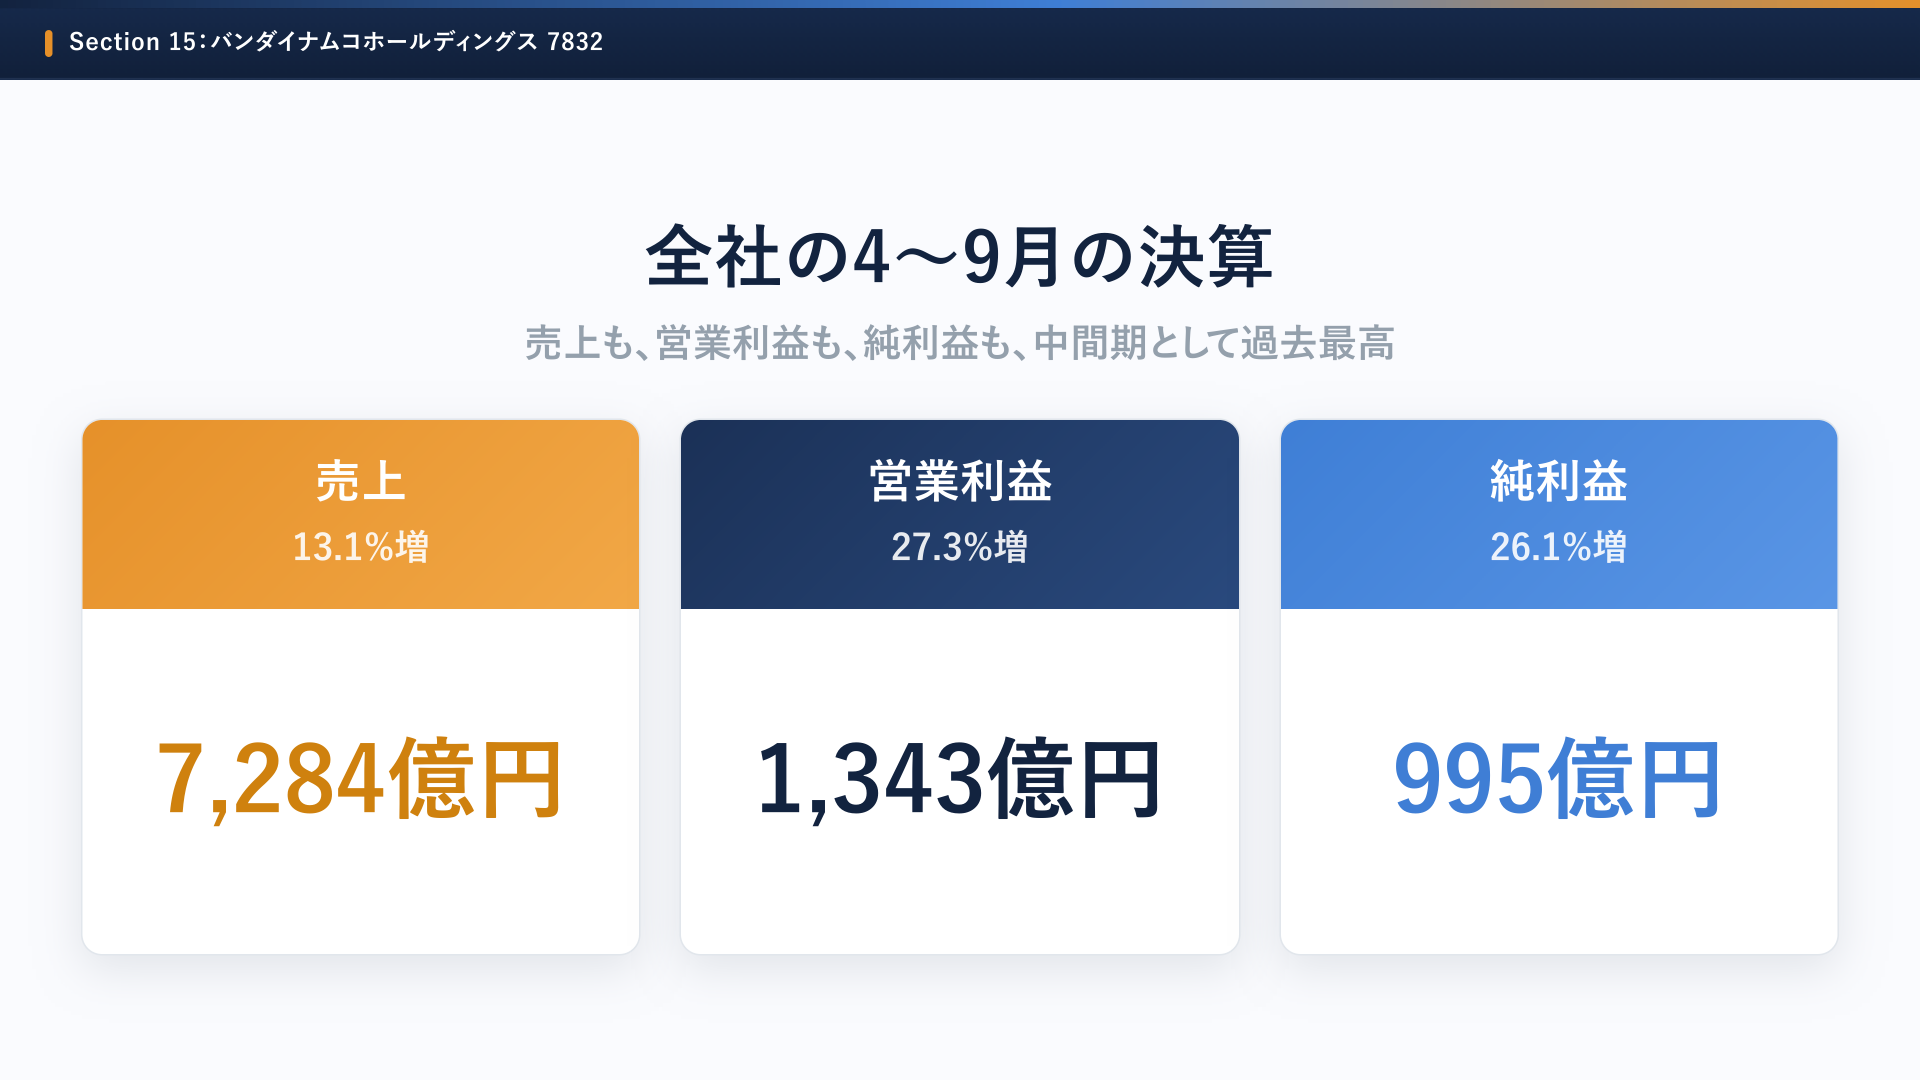 Section 15：バンダイナムコホールディングス 7832
全社の4〜9月の決算
売上も、営業利益も、純利益も、中間期として過去最高
売上
13.1%増
7,284億円
営業利益
27.3%増
1,343億円
純利益
26.1%増
995億円